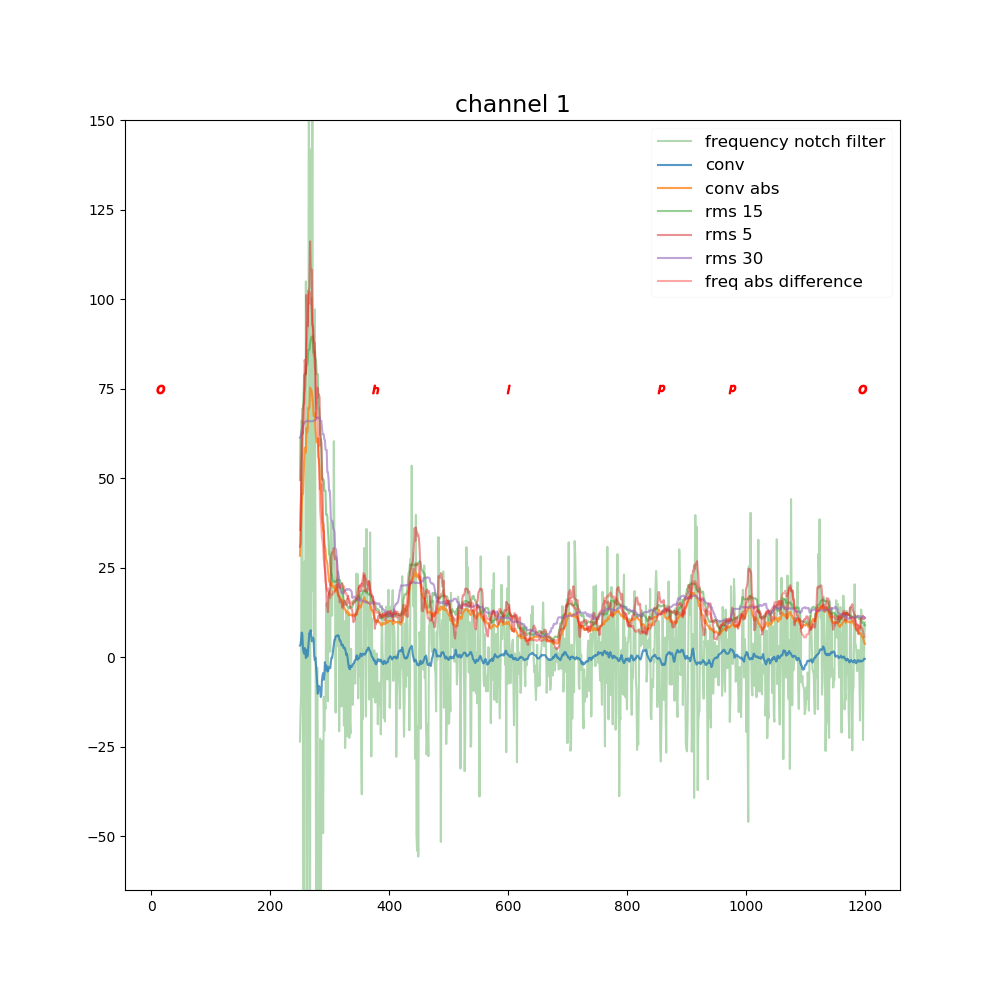 channel 1
150
frequency notch filter
conv
conv abs
rms 15
rms 5
rms 30
freq abs difference
125
100
75
o h l p p o
50
25
0
−25
−50
0 200 400 600 800 1000 1200